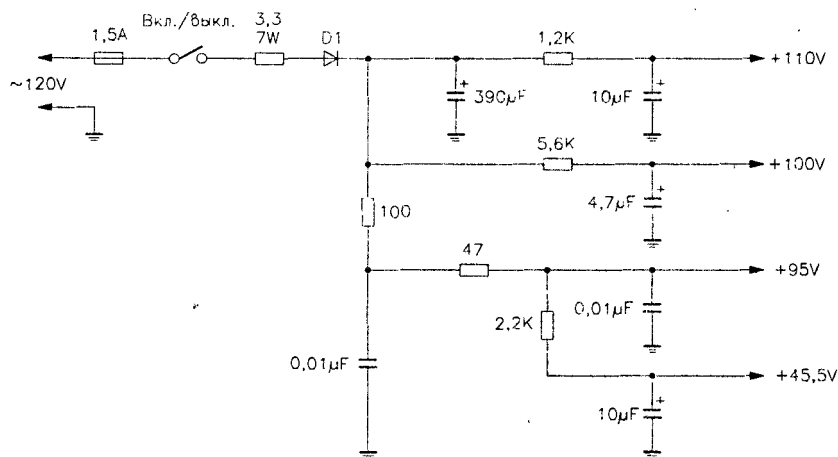 Вкл./выкл.
1,5А
3,3
7W
D1
1,2K
+110V
~120V
390µF
10µF
5,6K
+100V
100
4,7µF
47
+95V
2,2K
0,01µF
0,01µF
+45,5V
10µF